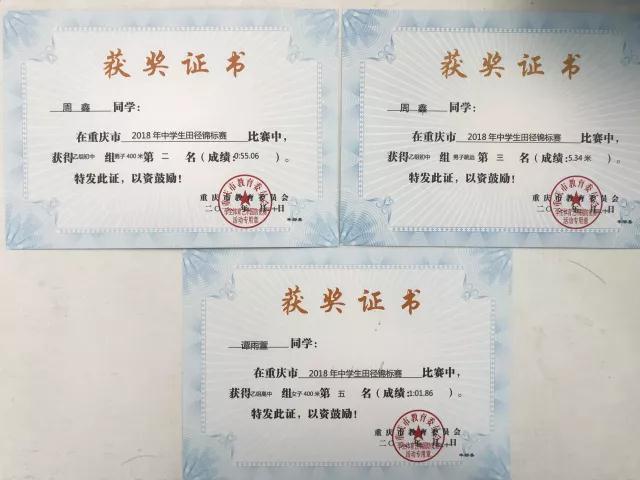 获奖证书
周鑫 同学:
在重庆市 2018年中学生田径锦标赛 比赛中,
获得乙组初中 组男子400米第 二 名(成绩:0:55.06 )。
特发此证,以资鼓励!
重庆市教育委员会
获奖证书
周鑫 同学:
在重庆市 2018年中学生田径锦标赛 比赛中,
获得乙组初中 组 男子跳远 第 三 名(成绩:5.34米 )。
特发此证,以资鼓励!
重庆市教育委员会
获奖证书
谭雨萱 同学:
在重庆市 2018年中学生田径锦标赛 比赛中,
获得乙组高中 组女子400米第 五 名(成绩:1:01.86 )。
特发此证,以资鼓励!
重庆市教育委员会
活动专用章